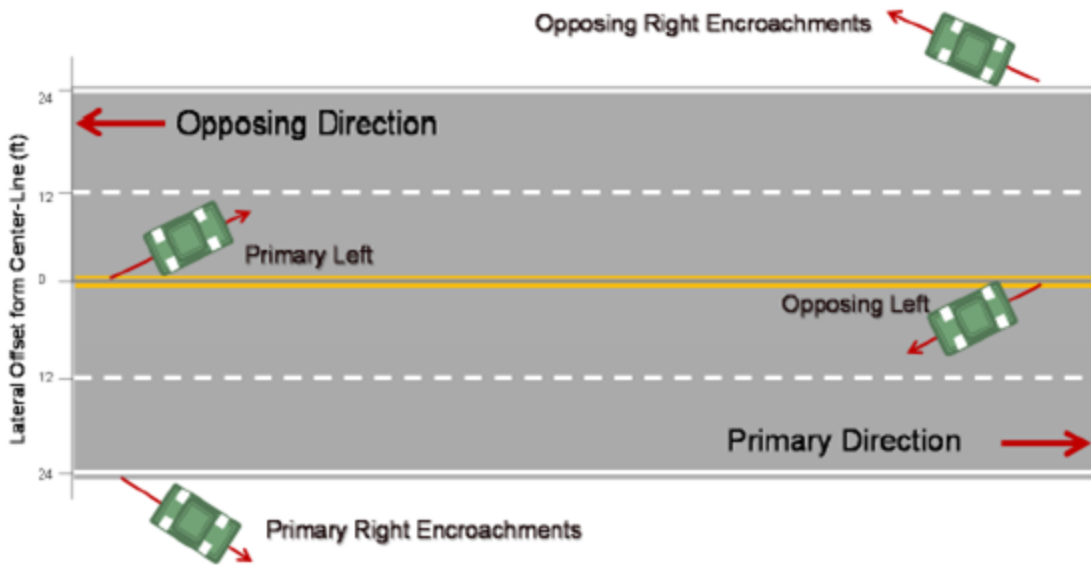 Opposing Right Encroachments
24
Opposing Direction
12
Primary Left
0
Opposing Left
12
Primary Direction
24
Primary Right Encroachments
Lateral Offset form Center-Line (ft)